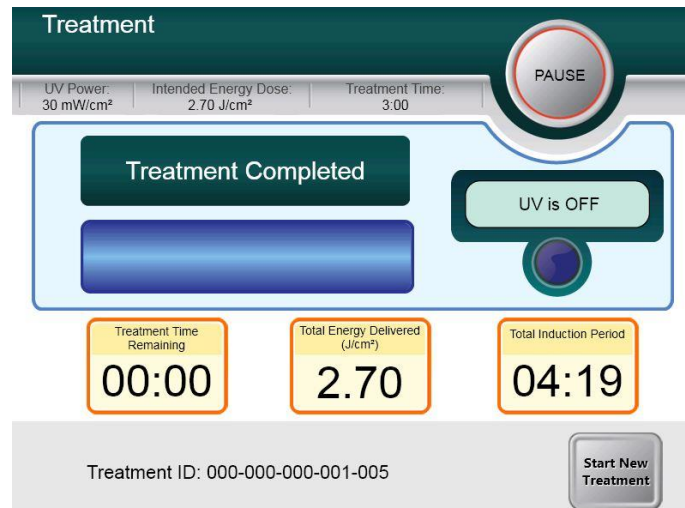 Treatment
PAUSE
UV Power:
30 mW/cm²
Intended Energy Dose:
2.70 J/cm²
Treatment Time:
3:00
Treatment Completed
UV is OFF
Treatment Time
Remaining
00:00
Total Energy Delivered
(J/cm²)
2.70
Total Induction Period
04:19
Treatment ID: 000-000-000-001-005
Start New
Treatment